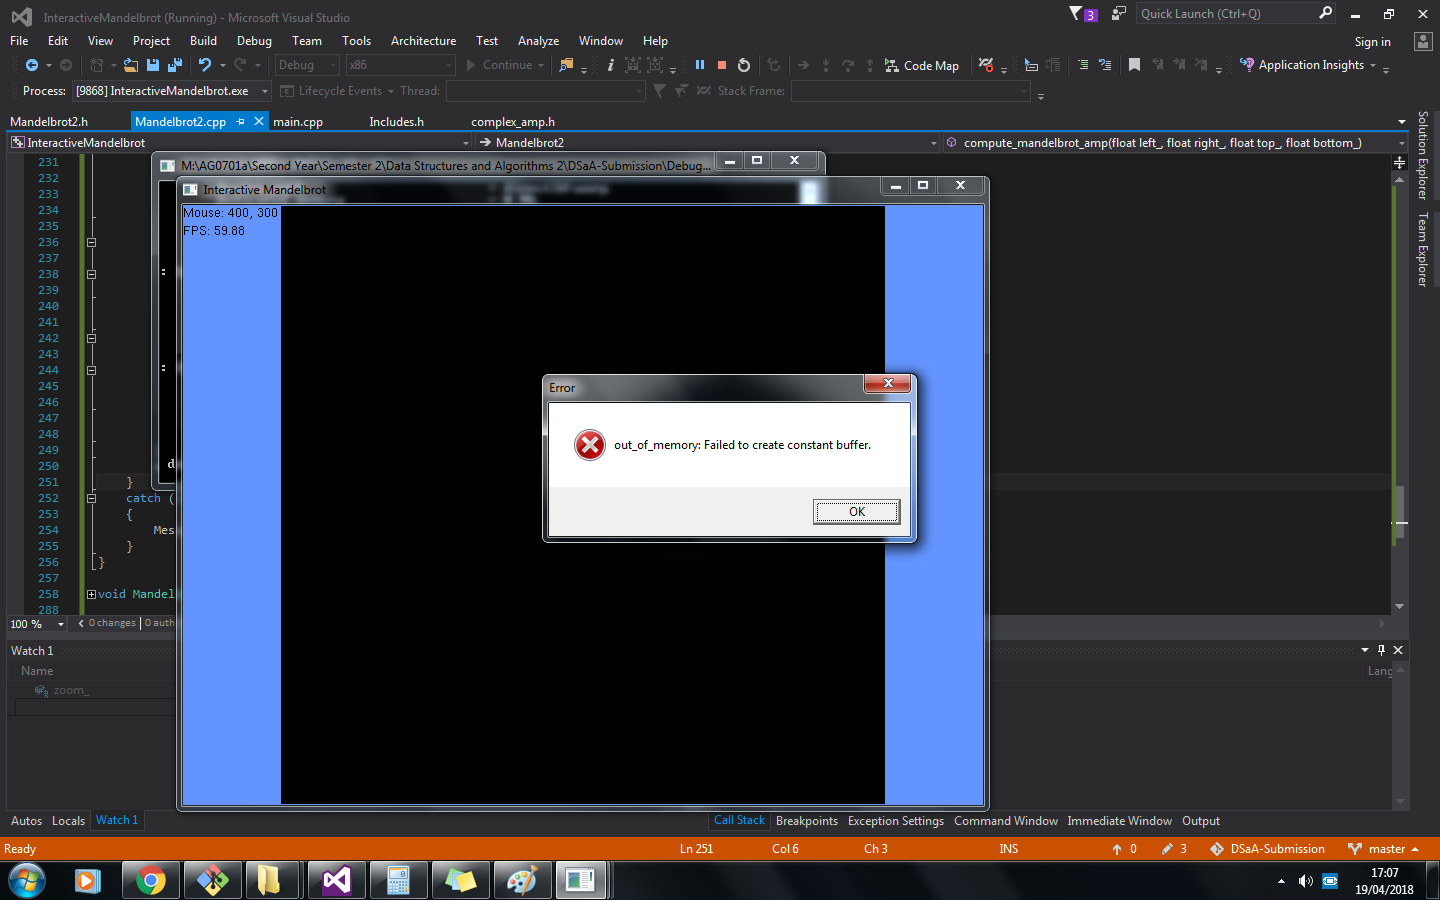 InteractiveMandelbrot (Running) - Microsoft Visual Studio
3
Quick Launch (Ctrl+Q)
File Edit View Project Build Debug Team Tools Architecture Test Analyze Window Help
Sign in
Debug x86 Continue Code Map Application Insights
Process: [9868] InteractiveMandelbrot.exe Lifecycle Events Thread: Stack Frame:
Mandelbrot2.h Mandelbrot2.cpp main.cpp Includes.h complex_amp.h
InteractiveMandelbrot Mandelbrot2 compute_mandelbrot_amp(float left_, float right_, float top_, float bottom_)
Solution Explorer
Team Explorer
M:\AG0701a\Second Year\Semester 2\Data Structures and Algorithms 2\DSaA-Submission\Debug...
Interactive Mandelbrot
Mouse: 400, 300
FPS: 59.88
Error
out_of_memory: Failed to create constant buffer.
OK
231
232
233
234
235
236
237
238
239
240
241
242
243
244
245
246
247
248
249
250
251 }
252 catch (
253 {
254 Mes
255 }
256 }
257
258 void Mandel
288
100 % 0 changes 0 auth
Watch 1
Name
Lang
zoom_
Autos Locals Watch 1
Call Stack Breakpoints Exception Settings Command Window Immediate Window Output
Ready Ln 251 Col 6 Ch 3 INS 0 3 DSaA-Submission master
17:07
19/04/2018